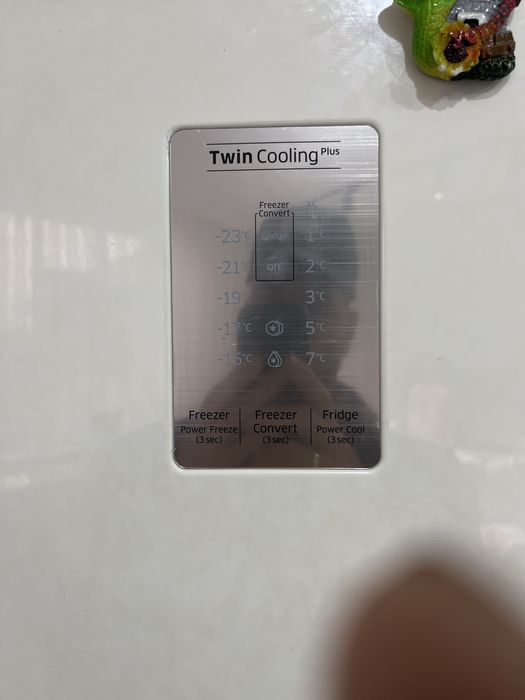 Twin Cooling Plus
Freezer
Convert
-23°C Fridge 1°C
-21°C Off 2°C
-19 3°C
-17°C 5°C
-15°C 7°C
Freezer Freezer Fridge
Power Freeze Convert Power Cool
(3 sec) (3 sec) (3 sec)